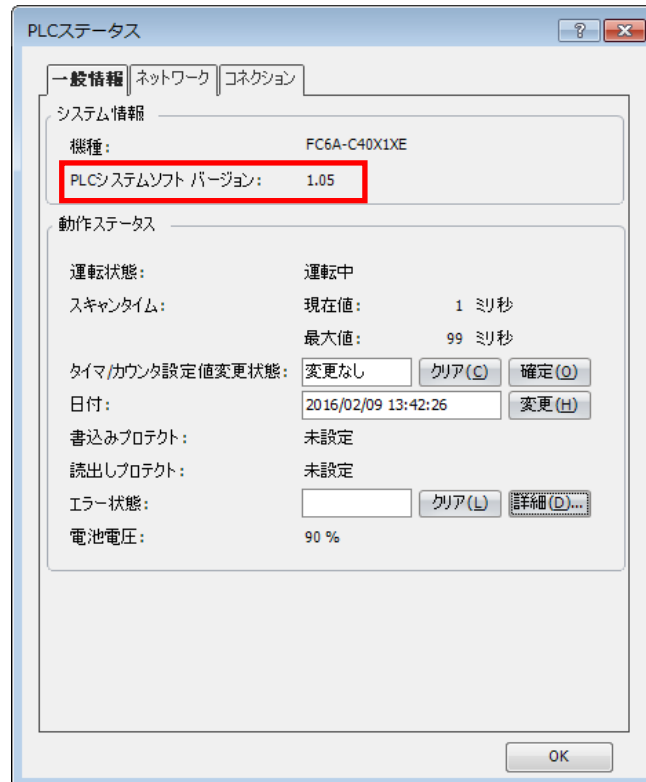 PLCステータス
一般情報 ネットワーク コネクション
システム情報
機種: FC6A-C40X1XE
PLCシステムソフト バージョン: 1.05
動作ステータス
運転状態: 運転中
スキャンタイム: 現在値: 1 ミリ秒
最大値: 99 ミリ秒
タイマ/カウンタ設定値変更状態: 変更なし クリア(C) 確定(O)
日付: 2016/02/09 13:42:26 変更(H)
書込みプロテクト: 未設定
読出しプロテクト: 未設定
エラー状態: クリア(L) 詳細(D)...
電池電圧: 90 %
OK